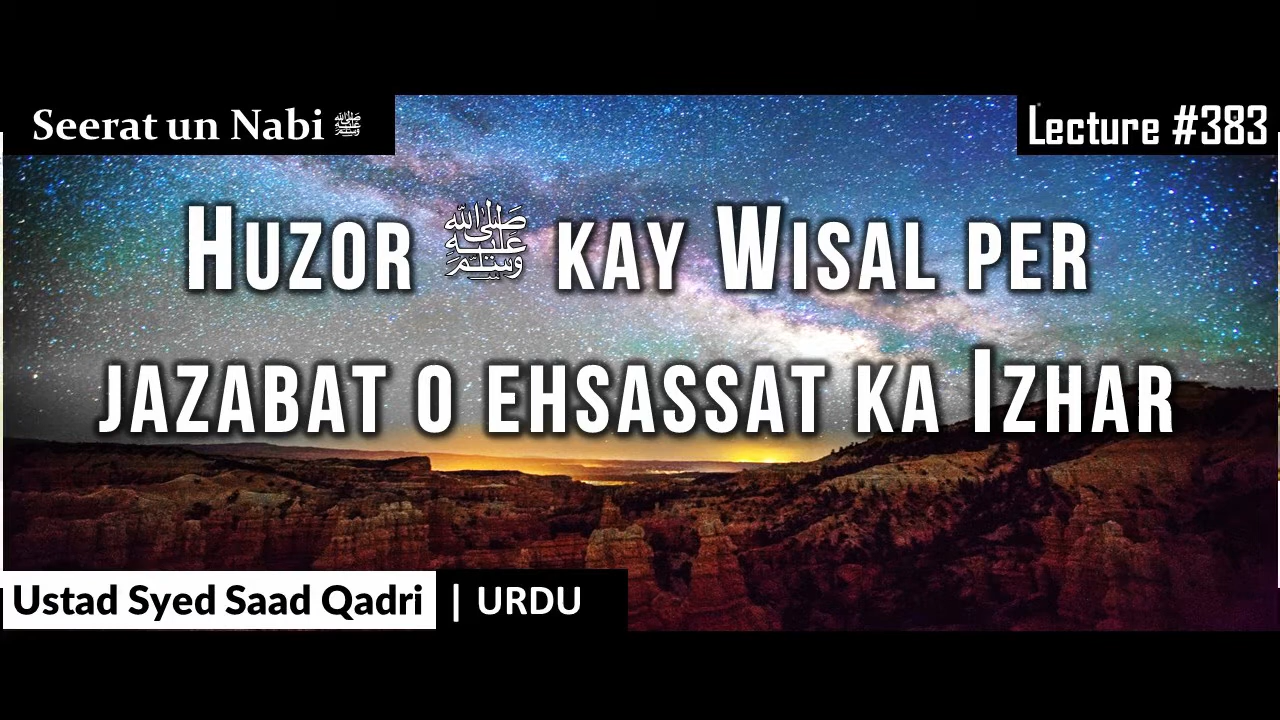 Seerat un Nabi ﷺ
Lecture #383
Huzor ﷺ kay Wisal per
jazabat o ehsassat ka Izhar
Ustad Syed Saad Qadri | URDU